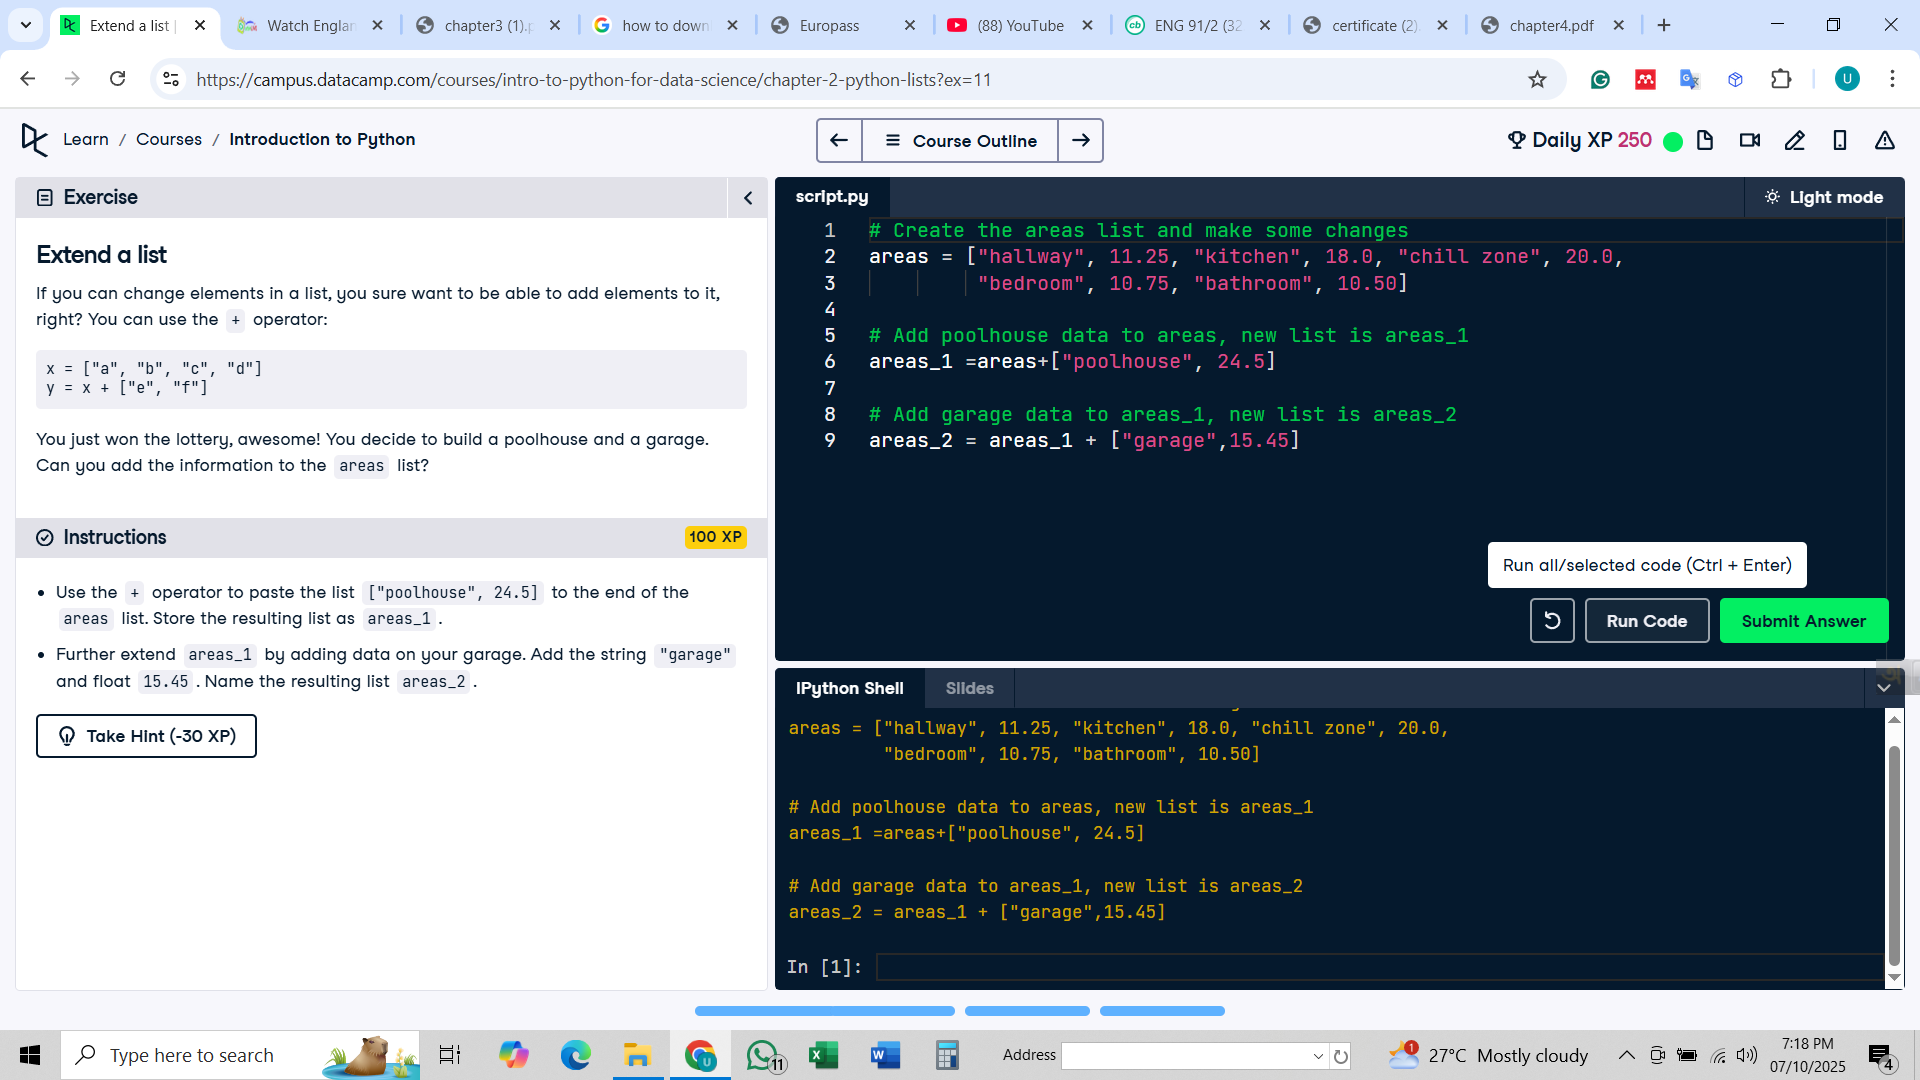 Extend a list |
Watch Englan
chapter3 (1).p
how to down
Europass
(88) YouTube
ENG 91/2 (32
certificate (2)
chapter4.pdf
https://campus.datacamp.com/courses/intro-to-python-for-data-science/chapter-2-python-lists?ex=11
U
Learn / Courses / Introduction to Python
Course Outline
Daily XP 250
Exercise
Extend a list
If you can change elements in a list, you sure want to be able to add elements to it,
right? You can use the + operator:
x = ["a", "b", "c", "d"]
y = x + ["e", "f"]
You just won the lottery, awesome! You decide to build a poolhouse and a garage.
Can you add the information to the areas list?
Instructions
100 XP
• Use the + operator to paste the list ["poolhouse", 24.5] to the end of the
areas list. Store the resulting list as areas_1.
• Further extend areas_1 by adding data on your garage. Add the string "garage"
and float 15.45. Name the resulting list areas_2.
Take Hint (-30 XP)
script.py
Light mode
1 # Create the areas list and make some changes
2 areas = ["hallway", 11.25, "kitchen", 18.0, "chill zone", 20.0,
3 "bedroom", 10.75, "bathroom", 10.50]
4
5 # Add poolhouse data to areas, new list is areas_1
6 areas_1 =areas+["poolhouse", 24.5]
7
8 # Add garage data to areas_1, new list is areas_2
9 areas_2 = areas_1 + ["garage",15.45]
Run all/selected code (Ctrl + Enter)
Run Code
Submit Answer
IPython Shell
Slides
areas = ["hallway", 11.25, "kitchen", 18.0, "chill zone", 20.0,
"bedroom", 10.75, "bathroom", 10.50]
# Add poolhouse data to areas, new list is areas_1
areas_1 =areas+["poolhouse", 24.5]
# Add garage data to areas_1, new list is areas_2
areas_2 = areas_1 + ["garage",15.45]
In [1]:
Type here to search
11
Address
1
27°C Mostly cloudy
7:18 PM
07/10/2025
4